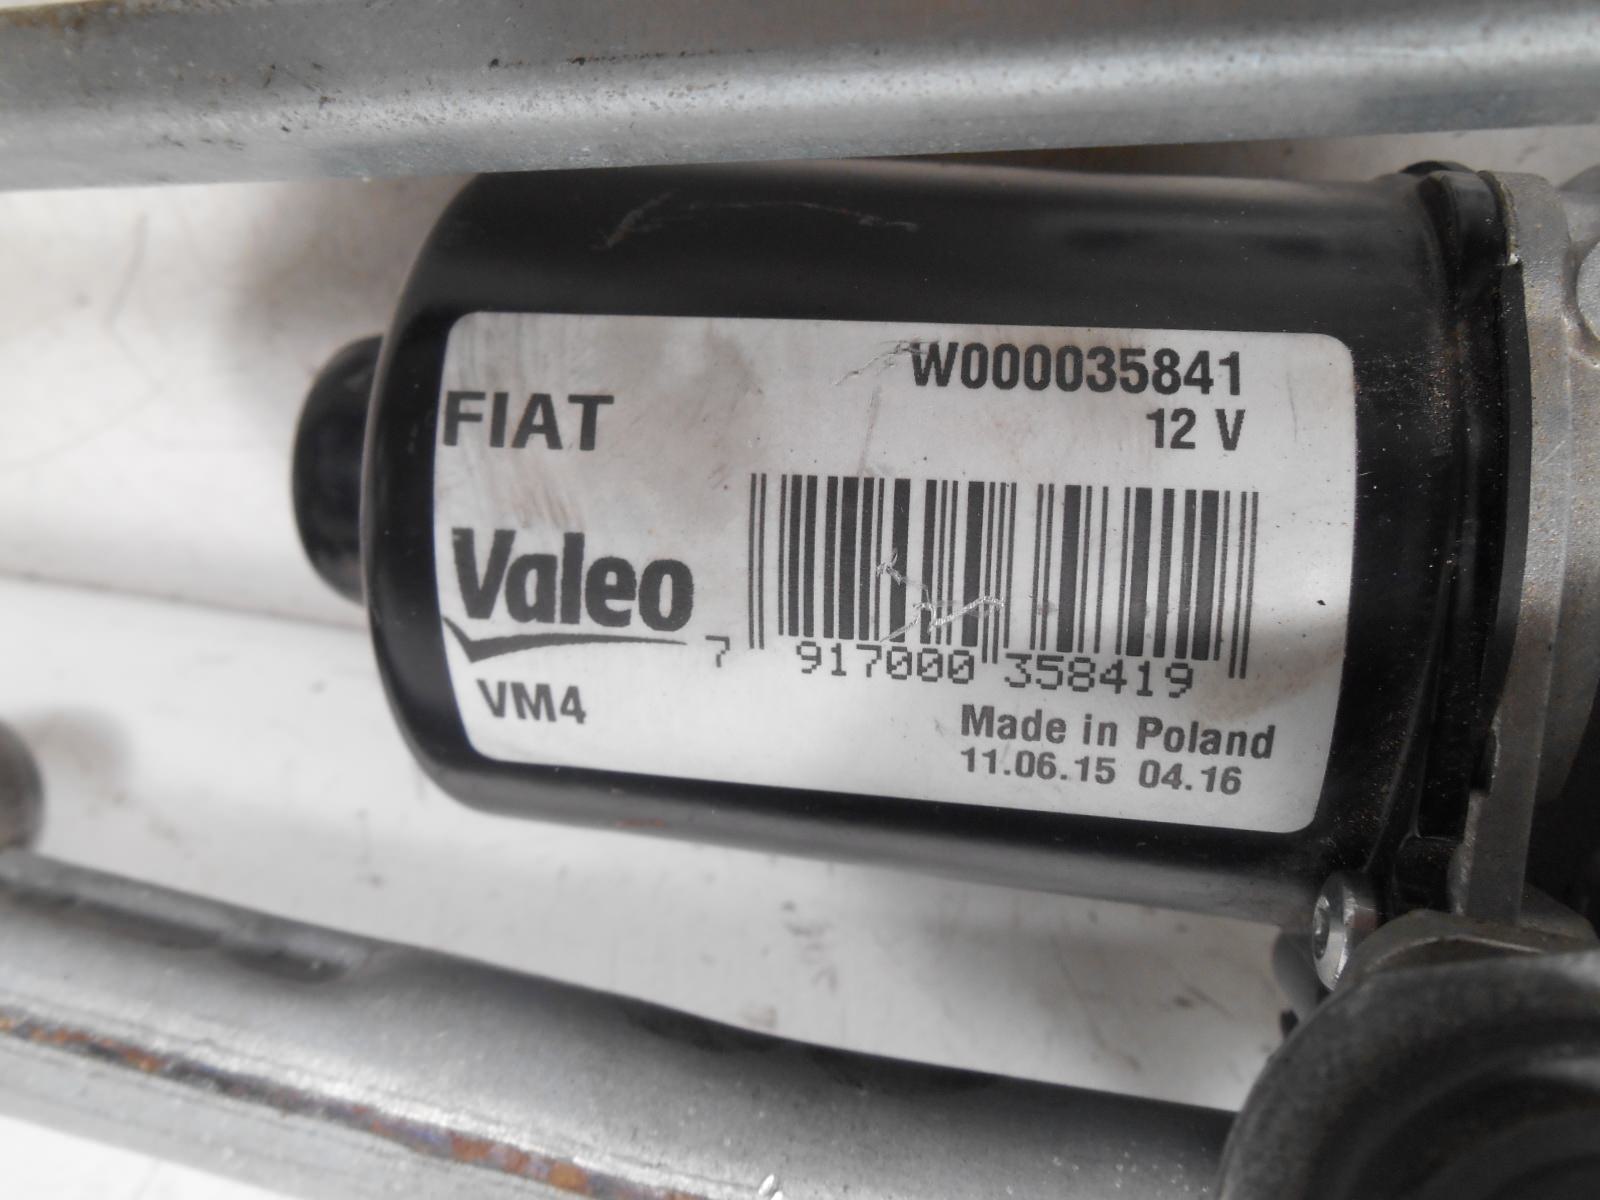 W000035841
FIAT
12 V
Valeo
7 917000 358419
VM4
Made in Poland
11.06.15 04.16